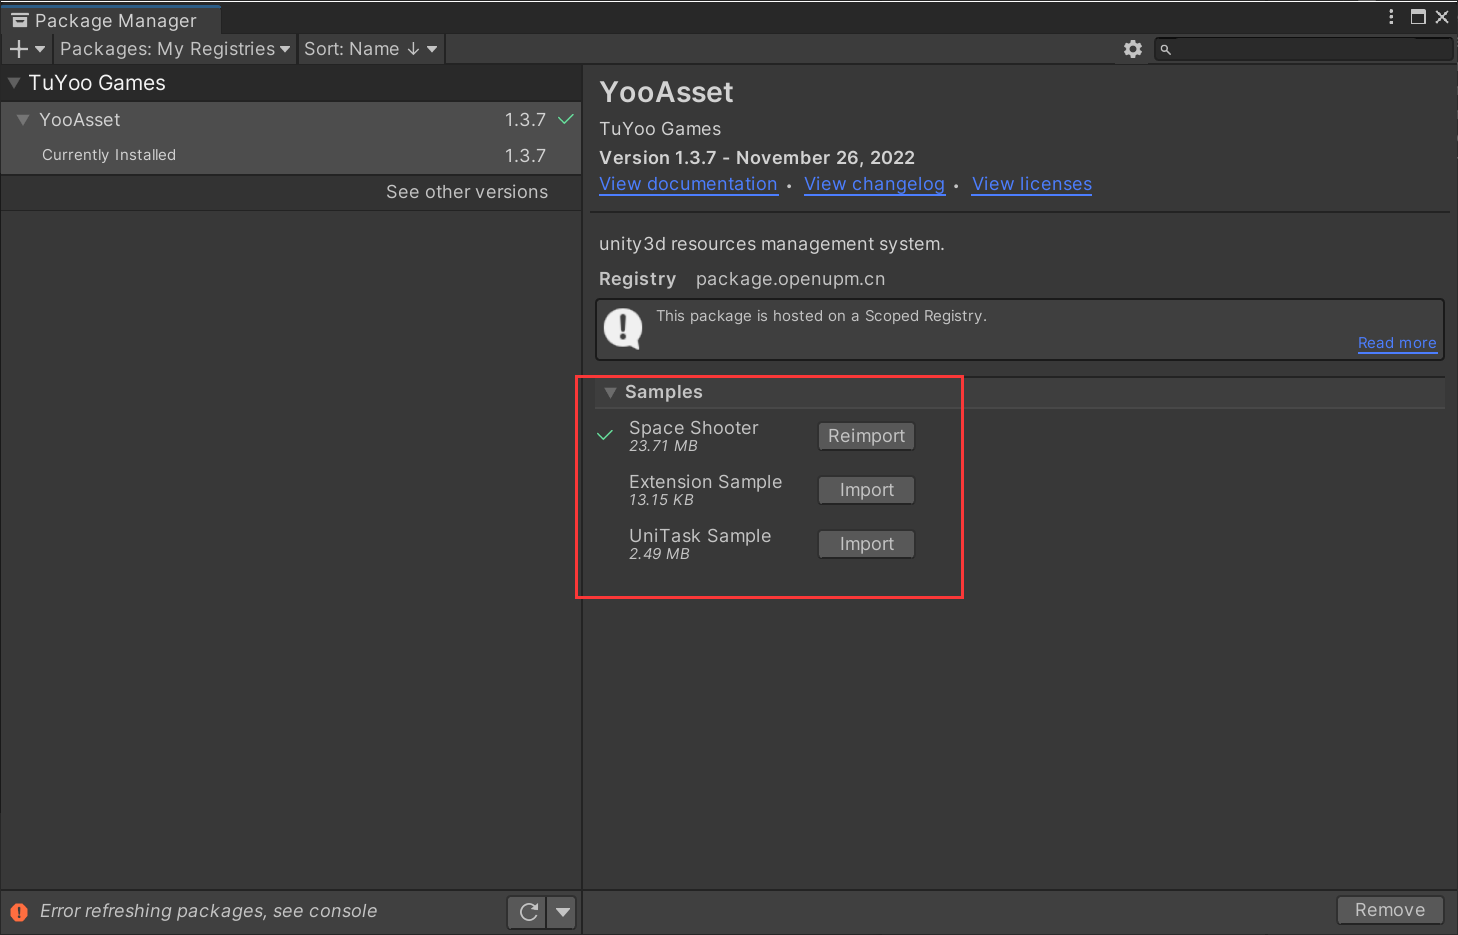 Package Manager
Packages: My Registries
Sort: Name ↓
TuYoo Games
YooAsset 1.3.7
Currently Installed 1.3.7
See other versions
YooAsset
TuYoo Games
Version 1.3.7 - November 26, 2022
View documentation • View changelog • View licenses
unity3d resources management system.
Registry package.openupm.cn
This package is hosted on a Scoped Registry.
Read more
Samples
Space Shooter
23.71 MB
Reimport
Extension Sample
13.15 KB
Import
UniTask Sample
2.49 MB
Import
Error refreshing packages, see console
Remove